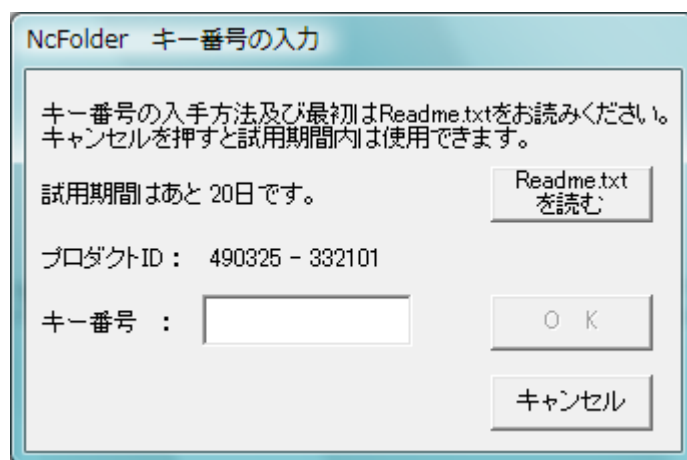 NcFolder キー番号の入力
キー番号の入手方法及び最初はReadme.txtをお読みください。
キャンセルを押すと試用期間内は使用できます。
試用期間はあと 20日です。
Readme.txt
を読む
プロダクトID： 490325 - 332101
キー番号 ：
O K
キャンセル